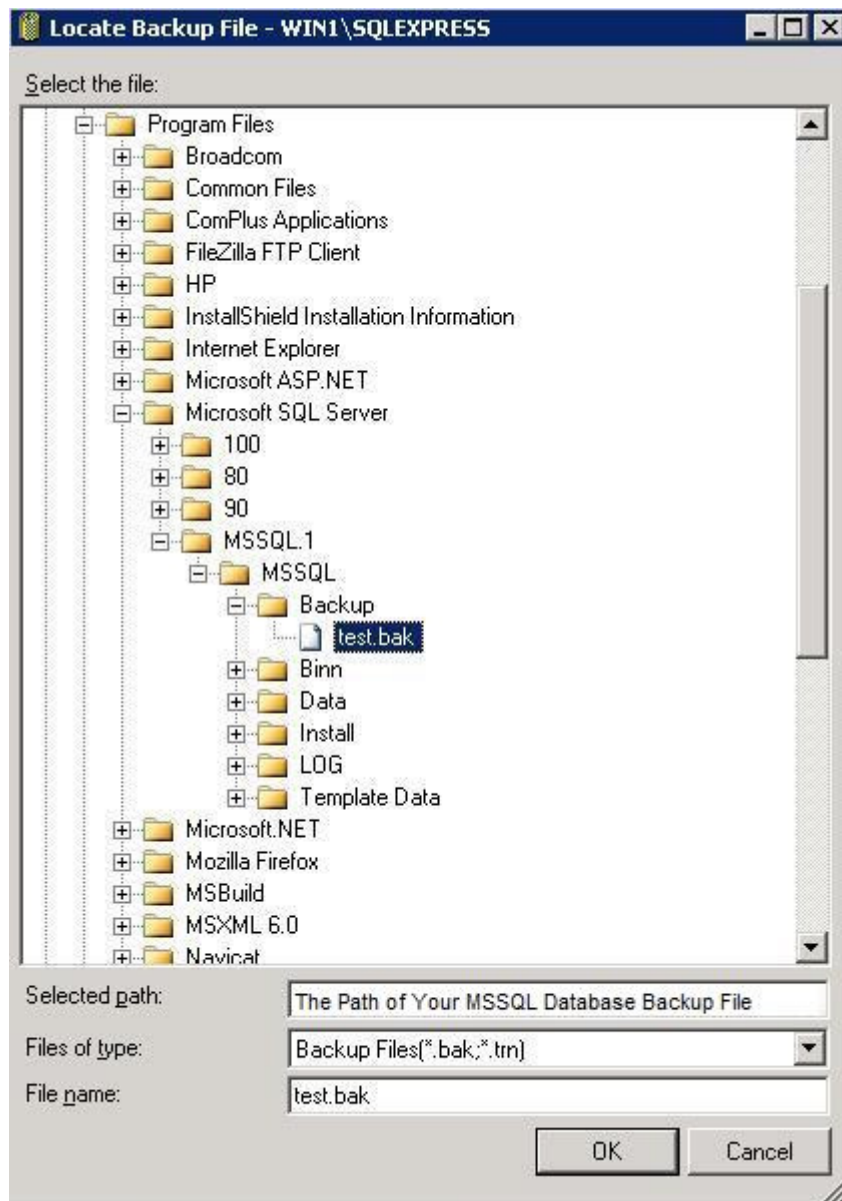 Locate Backup File - WIN1\SQLEXPRESS
Select the file:
Program Files
Broadcom
Common Files
ComPlus Applications
FileZilla FTP Client
HP
InstallShield Installation Information
Internet Explorer
Microsoft ASP.NET
Microsoft SQL Server
100
80
90
MSSQL.1
MSSQL
Backup
test.bak
Binn
Data
Install
LOG
Template Data
Microsoft.NET
Mozilla Firefox
MSBuild
MSXML 6.0
Navicat
Selected path:
The Path of Your MSSQL Database Backup File
Files of type:
Backup Files(*.bak;*.trn)
File name:
test.bak
OK
Cancel